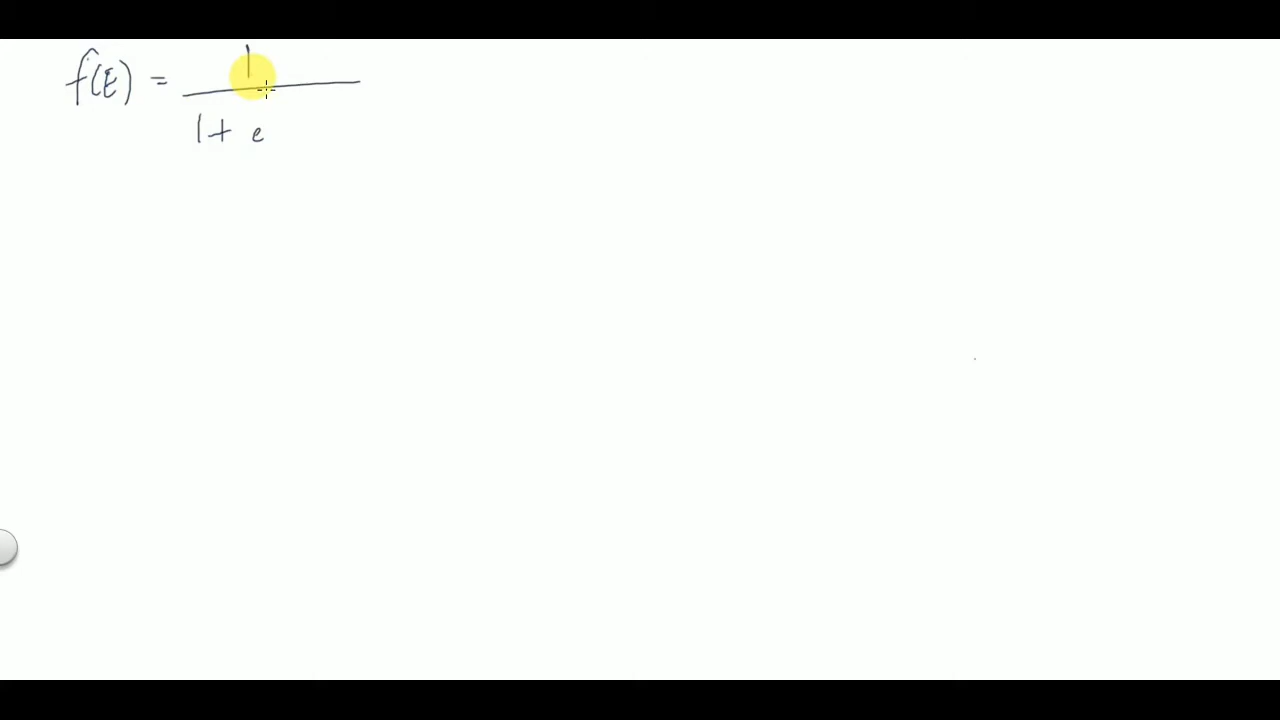 f(E) = 1
1 + e